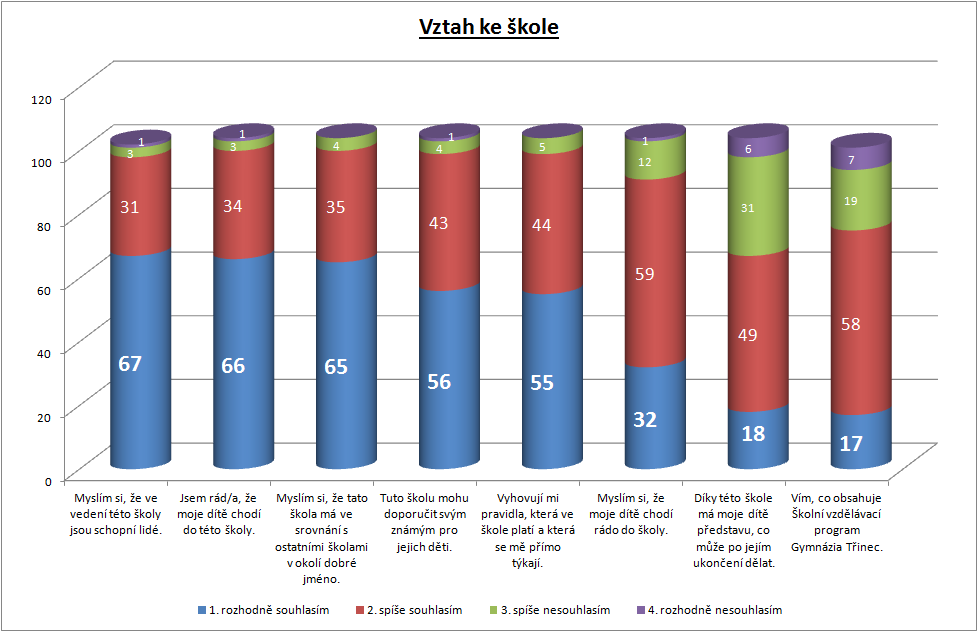 Vztah ke škole
120
100
80
60
40
20
0
1
3
31
67
1
3
34
66
4
35
65
1
4
43
56
5
44
55
1
12
59
32
6
31
49
18
7
19
58
17
Myslím si, že ve
vedení této školy
jsou schopní lidé.
Jsem rád/a, že
moje dítě chodí
do této školy.
Myslím si, že tato
škola má ve
srovnání s
ostatními školami
v okolí dobré
jméno.
Tuto školu mohu
doporučit svým
známým pro
jejich děti.
Vyhovují mi
pravidla, která ve
škole platí a která
se mě přímo
týkají.
Myslím si, že
moje dítě chodí
rádo do školy.
Díky této škole
má moje dítě
představu, co
může po jejím
ukončení dělat.
Vím, co obsahuje
Školní vzdělávací
program
Gymnázia Třinec.
1. rozhodně souhlasím
2. spíše souhlasím
3. spíše nesouhlasím
4. rozhodně nesouhlasím